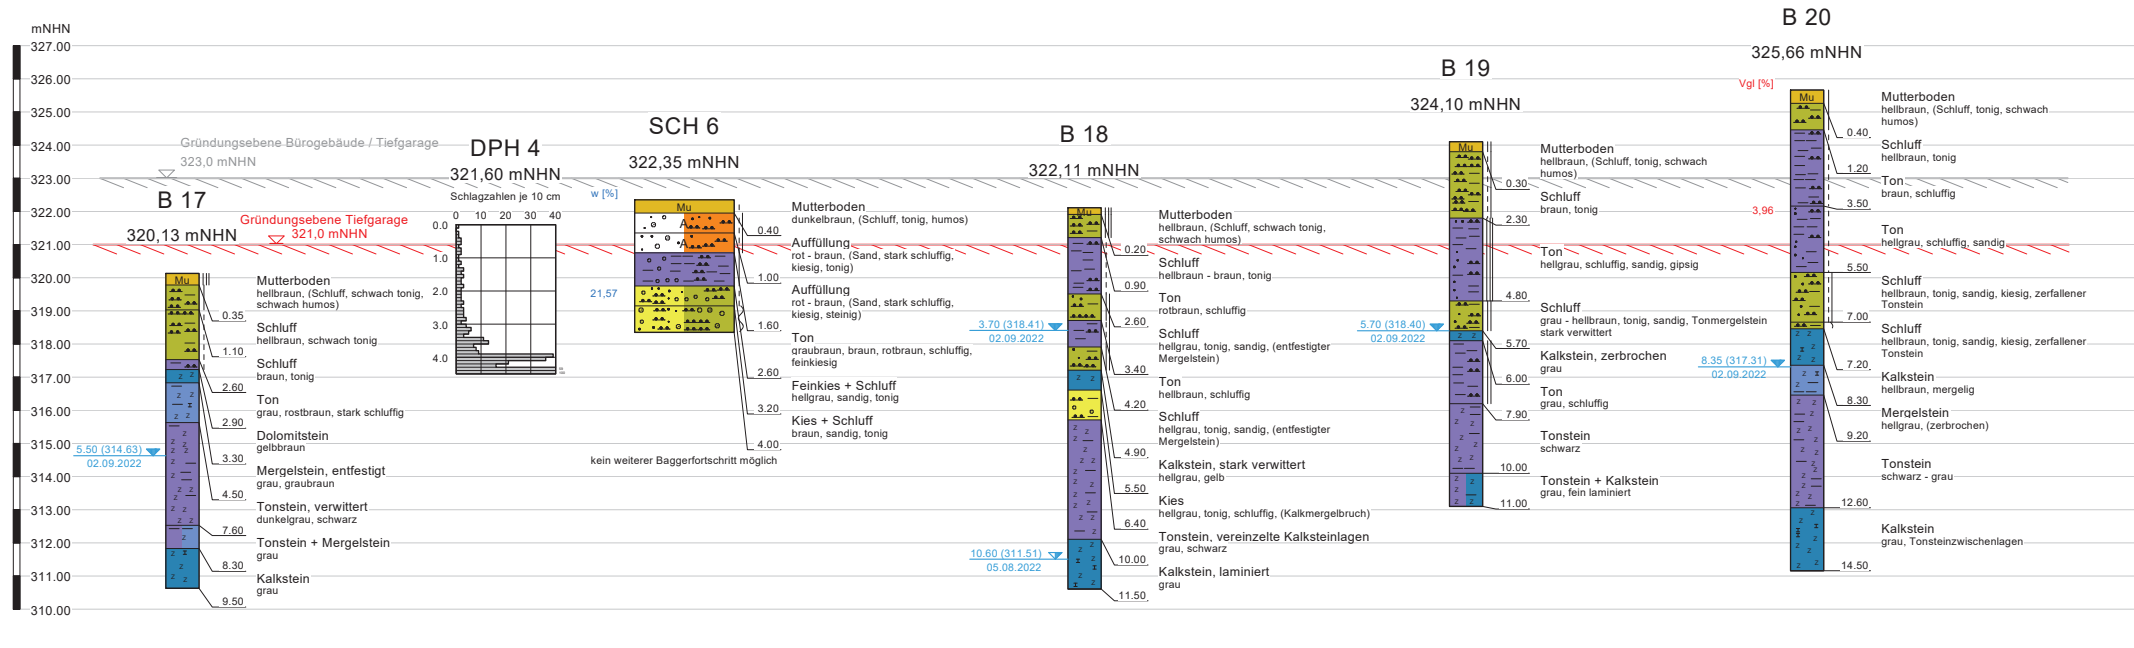 mNHN
327.00
326.00
325.00
324.00
323.00
322.00
321.00
320.00
319.00
318.00
317.00
316.00
315.00
314.00
313.00
312.00
311.00
310.00
Gründungsebene Bürogebäude / Tiefgarage
323,0 mNHN
Gründungsebene Tiefgarage
321,0 mNHN
B 17
320,13 mNHN
Mu
Mutterboden
hellbraun, (Schluff, schwach tonig,
schwach humos)
0.35
Schluff
hellbraun, schwach tonig
1.10
Schluff
braun, tonig
2.60
Ton
grau, rostbraun, stark schluffig
2.90
Dolomitstein
gelbbraun
3.30
Mergelstein, entfestigt
grau, graubraun
4.50
Tonstein, verwittert
dunkelgrau, schwarz
7.60
Tonstein + Mergelstein
grau
8.30
Kalkstein
grau
9.50
5.50 (314.63)
02.09.2022
DPH 4
321,60 mNHN
Schlagzahlen je 10 cm
0 10 20 30 40
0.0
1.0
2.0
3.0
4.0
SCH 6
322,35 mNHN
w [%]
21,57
Mu
A
A
Mutterboden
dunkelbraun, (Schluff, tonig, humos)
0.40
Auffüllung
rot - braun, (Sand, stark schluffig,
kiesig, tonig)
1.00
Auffüllung
rot - braun, (Sand, stark schluffig,
kiesig, steinig)
1.60
Ton
graubraun, braun, rotbraun, schluffig,
feinkiesig
2.60
Feinkies + Schluff
hellgrau, sandig, tonig
3.20
Kies + Schluff
braun, sandig, tonig
4.00
kein weiterer Baggerfortschritt möglich
B 18
322,11 mNHN
Mu
Mutterboden
hellbraun, (Schluff, schwach tonig,
schwach humos)
0.20
Schluff
hellbraun - braun, tonig
0.90
Ton
rotbraun, schluffig
2.60
Schluff
hellgrau, tonig, sandig, (entfestigter
Mergelstein)
3.40
Ton
hellbraun, schluffig
4.20
Schluff
hellgrau, tonig, sandig, (entfestigter
Mergelstein)
4.90
Kalkstein, stark verwittert
hellgrau, gelb
5.50
Kies
hellgrau, tonig, schluffig, (Kalkmergelbruch)
6.40
Tonstein, vereinzelte Kalksteinlagen
grau, schwarz
10.00
Kalkstein, laminiert
grau
11.50
3.70 (318.41)
02.09.2022
10.60 (311.51)
05.08.2022
B 19
324,10 mNHN
Mu
Mutterboden
hellbraun, (Schluff, tonig, schwach
humos)
0.30
Schluff
braun, tonig
2.30
Ton
hellgrau, schluffig, sandig, gipsig
4.80
Schluff
grau - hellbraun, tonig, sandig, Tonmergelstein
stark verwittert
5.70
Kalkstein, zerbrochen
grau
6.00
Ton
grau, schluffig
7.90
Tonstein
schwarz
10.00
Tonstein + Kalkstein
grau, fein laminiert
11.00
5.70 (318.40)
02.09.2022
B 20
325,66 mNHN
Vgl [%]
3,96
Mu
Mutterboden
hellbraun, (Schluff, tonig, schwach
humos)
0.40
Schluff
hellbraun, tonig
1.20
Ton
braun, schluffig
3.50
Ton
hellgrau, schluffig, sandig
5.50
Schluff
hellbraun, tonig, sandig, kiesig, zerfallener
Tonstein
7.00
Schluff
hellbraun, tonig, sandig, kiesig, zerfallener
Tonstein
7.20
Kalkstein
hellbraun, mergelig
8.30
Mergelstein
hellgrau, (zerbrochen)
9.20
Tonstein
schwarz - grau
12.60
Kalkstein
grau, Tonsteinzwischenlagen
14.50
8.35 (317.31)
02.09.2022